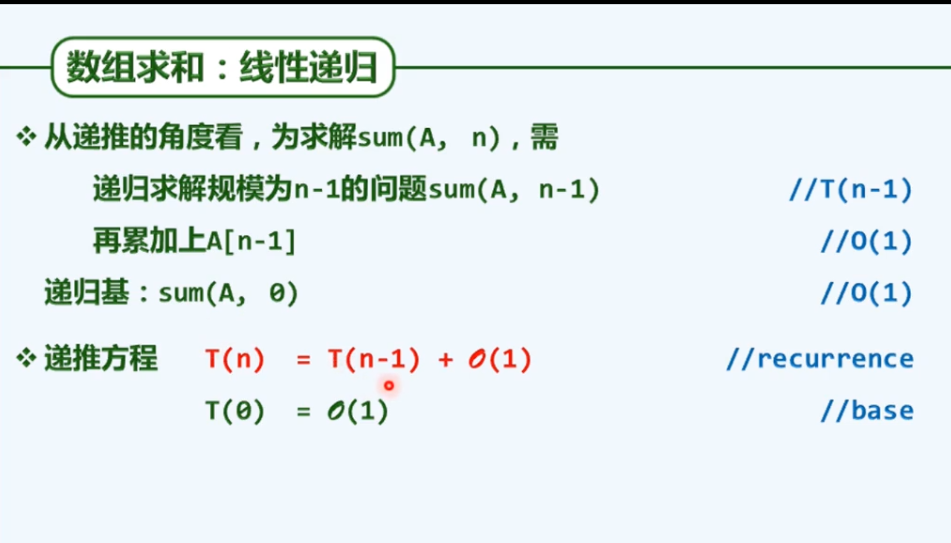 数组求和：线性递归
❖ 从递推的角度看，为求解sum(A, n)，需
递归求解规模为n-1的问题sum(A, n-1) //T(n-1)
再累加上A[n-1] //O(1)
递归基：sum(A, 0) //O(1)
❖ 递推方程 T(n) = T(n-1) + O(1) //recurrence
T(0) = O(1) //base